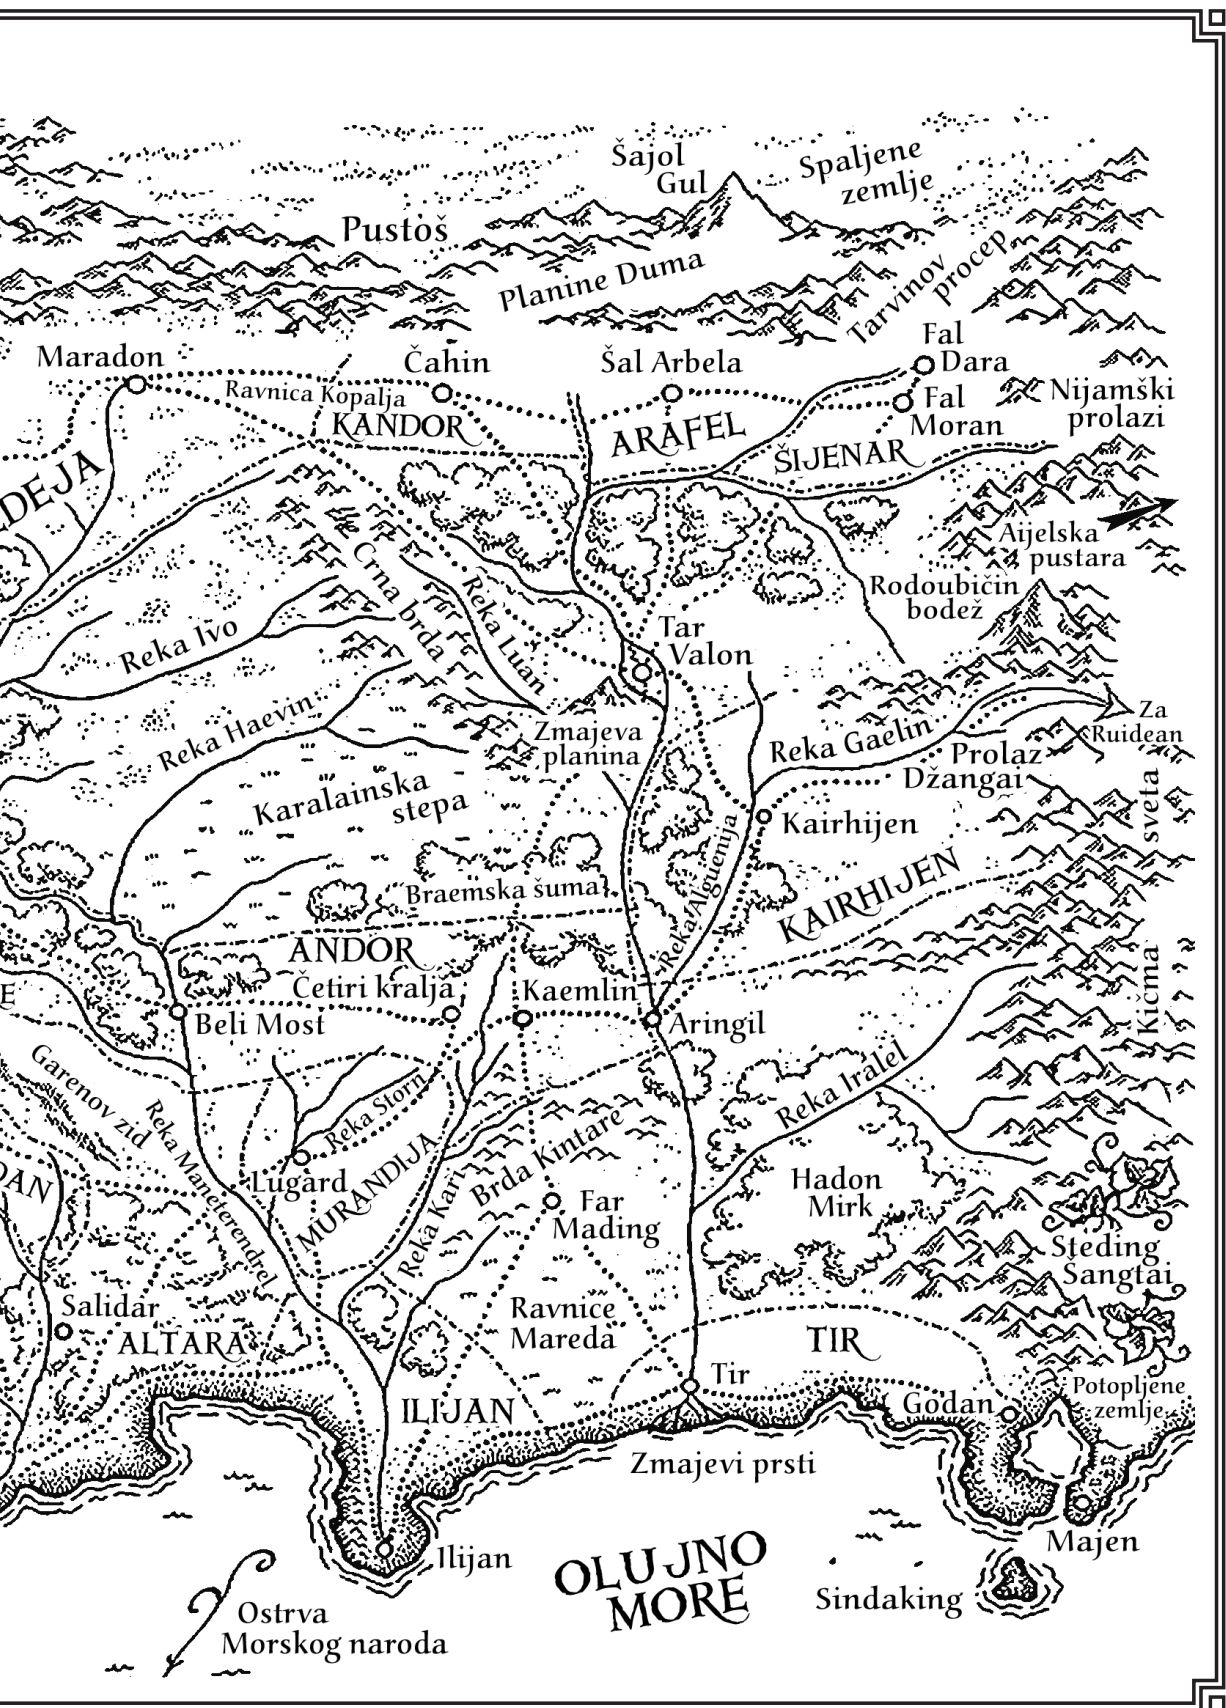 Šajol
Gul
Spaljene
zemlje
Pustoš
Planine Duma
Tarvinov
procep
Maradon
Čahin
Šal Arbela
Fal
Dara
Ravnica Kopalja
KANDOR
ARAFEL
Fal
Moran
Nijamški
prolazi
ŠIJENAR
DEJA
Aijelska
pustara
Crna brda
Reka Luan
Rodoubičin
bodež
Reka Ivo
Tar
Valon
Reka Haevin
Zmajeva
planina
Za
Ruidean
Reka Gaelin
Prolaz
Džangai
Karalainska
stepa
Kairhijen
Kičma sveta
Braemska šuma
Reka Alguenija
KAIRHIJEN
ANDOR
Četiri kralja
Kaemlin
E
Beli Most
Aringil
Garenov zid
Reka Iralel
Reka Storn
Reka Maneterendrel
DAN
Lugard
MURANDIJA
Reka Kari
Brda Kintare
Far
Mading
Hadon
Mirk
Steding
Sangtai
Salidar
ALTARA
Ravnice
Mareda
TIR
Tir
ILIJAN
Godan
Potopljene
zemlje
Zmajevi prsti
Majen
Ilijan
OLUJNO
MORE
Sindaking
Ostrva
Morskog naroda